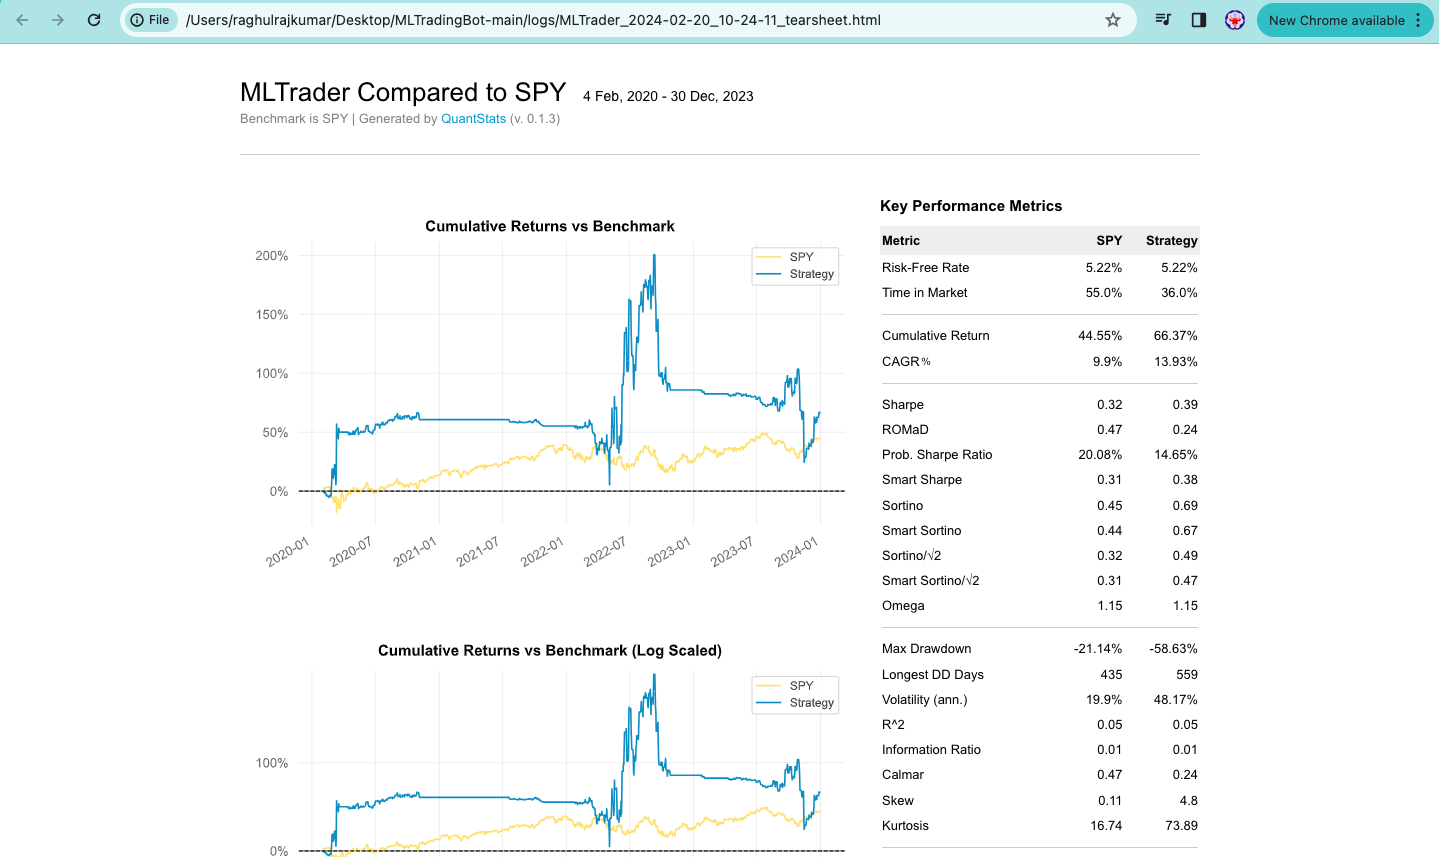 File
/Users/raghulrajkumar/Desktop/MLTradingBot-main/logs/MLTrader_2024-02-20_10-24-11_tearsheet.html
New Chrome available
MLTrader Compared to SPY 4 Feb, 2020 - 30 Dec, 2023
Benchmark is SPY | Generated by QuantStats (v. 0.1.3)
Cumulative Returns vs Benchmark
SPY
Strategy
200%
150%
100%
50%
0%
2020-01
2020-07
2021-01
2021-07
2022-01
2022-07
2023-01
2023-07
2024-01
Cumulative Returns vs Benchmark (Log Scaled)
SPY
Strategy
100%
0%
Key Performance Metrics
Metric SPY Strategy
Risk-Free Rate 5.22% 5.22%
Time in Market 55.0% 36.0%
Cumulative Return 44.55% 66.37%
CAGR% 9.9% 13.93%
Sharpe 0.32 0.39
ROMaD 0.47 0.24
Prob. Sharpe Ratio 20.08% 14.65%
Smart Sharpe 0.31 0.38
Sortino 0.45 0.69
Smart Sortino 0.44 0.67
Sortino/√2 0.32 0.49
Smart Sortino/√2 0.31 0.47
Omega 1.15 1.15
Max Drawdown -21.14% -58.63%
Longest DD Days 435 559
Volatility (ann.) 19.9% 48.17%
R^2 0.05 0.05
Information Ratio 0.01 0.01
Calmar 0.47 0.24
Skew 0.11 4.8
Kurtosis 16.74 73.89